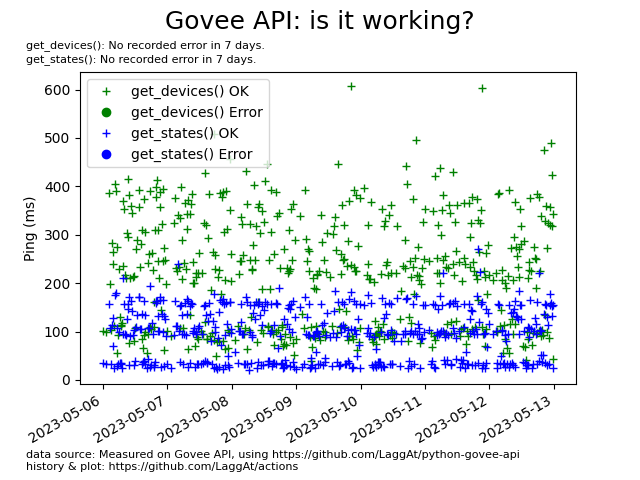 Govee API: is it working?
get_devices(): No recorded error in 7 days.
get_states(): No recorded error in 7 days.
get_devices() OK
get_devices() Error
get_states() OK
get_states() Error
Ping (ms)
600
500
400
300
200
100
0
2023-05-06
2023-05-07
2023-05-08
2023-05-09
2023-05-10
2023-05-11
2023-05-12
2023-05-13
data source: Measured on Govee API, using https://github.com/LaggAt/python-govee-api
history & plot: https://github.com/LaggAt/actions